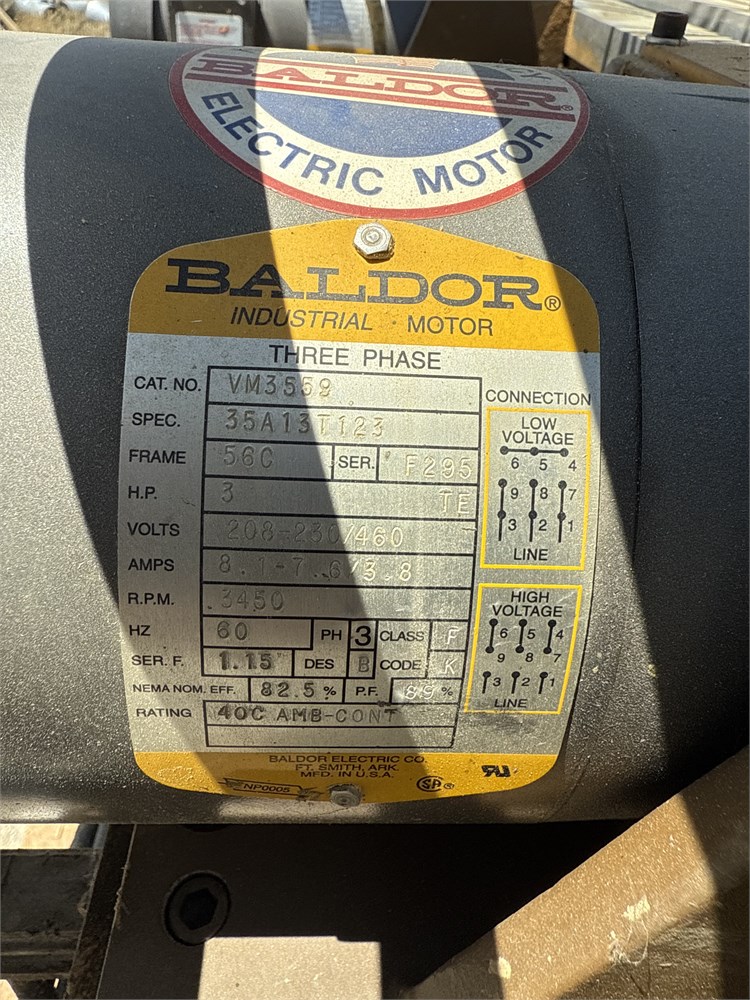 BALDOR®
ELECTRIC MOTOR
BALDOR®
INDUSTRIAL · MOTOR
THREE PHASE
CAT. NO. VM3559
SPEC. 35A13T123
FRAME 56C SER. F295
H.P. 3 TE
VOLTS 208-230/460
AMPS 8.1-7..6/3.8
R.P.M. 3450
HZ 60 PH 3 CLASS F
SER. F. 1.15 DES B CODE K
NEMA NOM. EFF. 82.5 % P.F. 89 %
RATING 40C AMB-CONT
CONNECTION
LOW
VOLTAGE
6 5 4
9 8 7
3 2 1
LINE
HIGH
VOLTAGE
6 5 4
9 8 7
3 2 1
LINE
BALDOR ELECTRIC CO.
FT. SMITH, ARK.
MFD. IN U.S.A.
NP0005